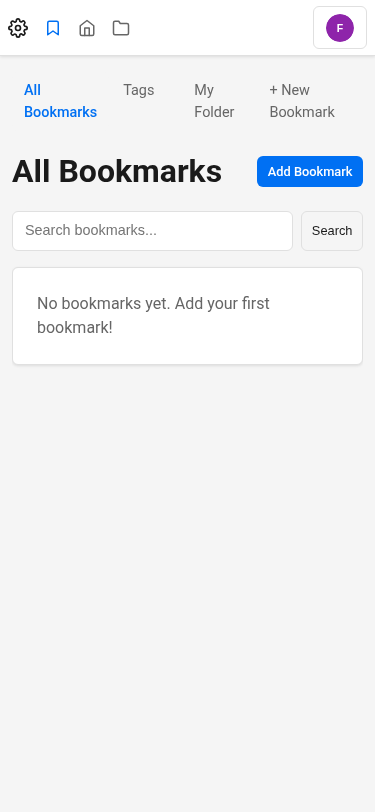 F
All
Bookmarks
Tags
My
Folder
+ New
Bookmark
All Bookmarks
Add Bookmark
Search bookmarks...
Search
No bookmarks yet. Add your first
bookmark!